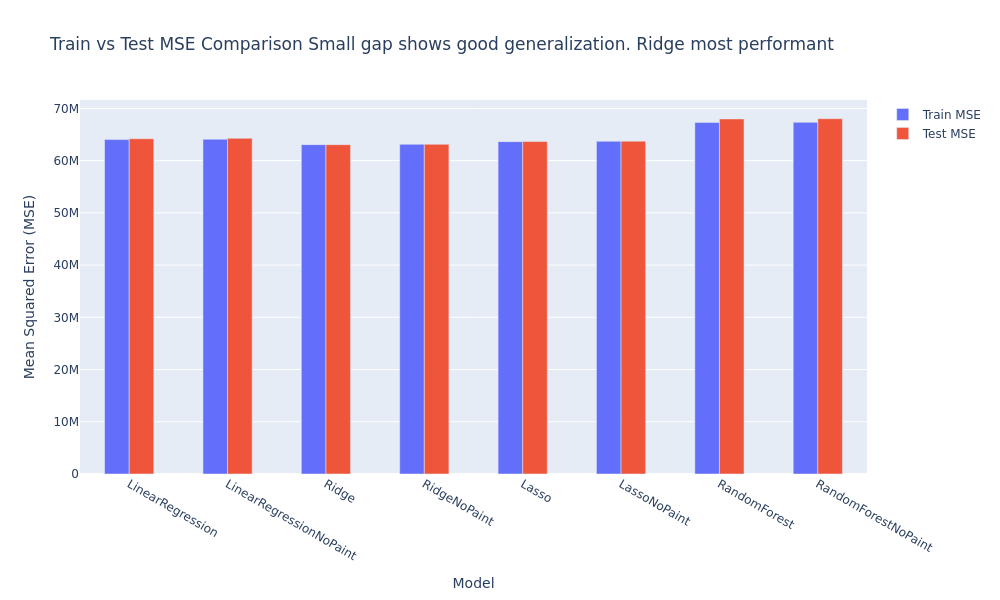 Train vs Test MSE Comparison Small gap shows good generalization. Ridge most performant
Train MSE
Test MSE
Mean Squared Error (MSE)
70M
60M
50M
40M
30M
20M
10M
0
LinearRegression
LinearRegressionNoPaint
Ridge
RidgeNoPaint
Lasso
LassoNoPaint
RandomForest
RandomForestNoPaint
Model